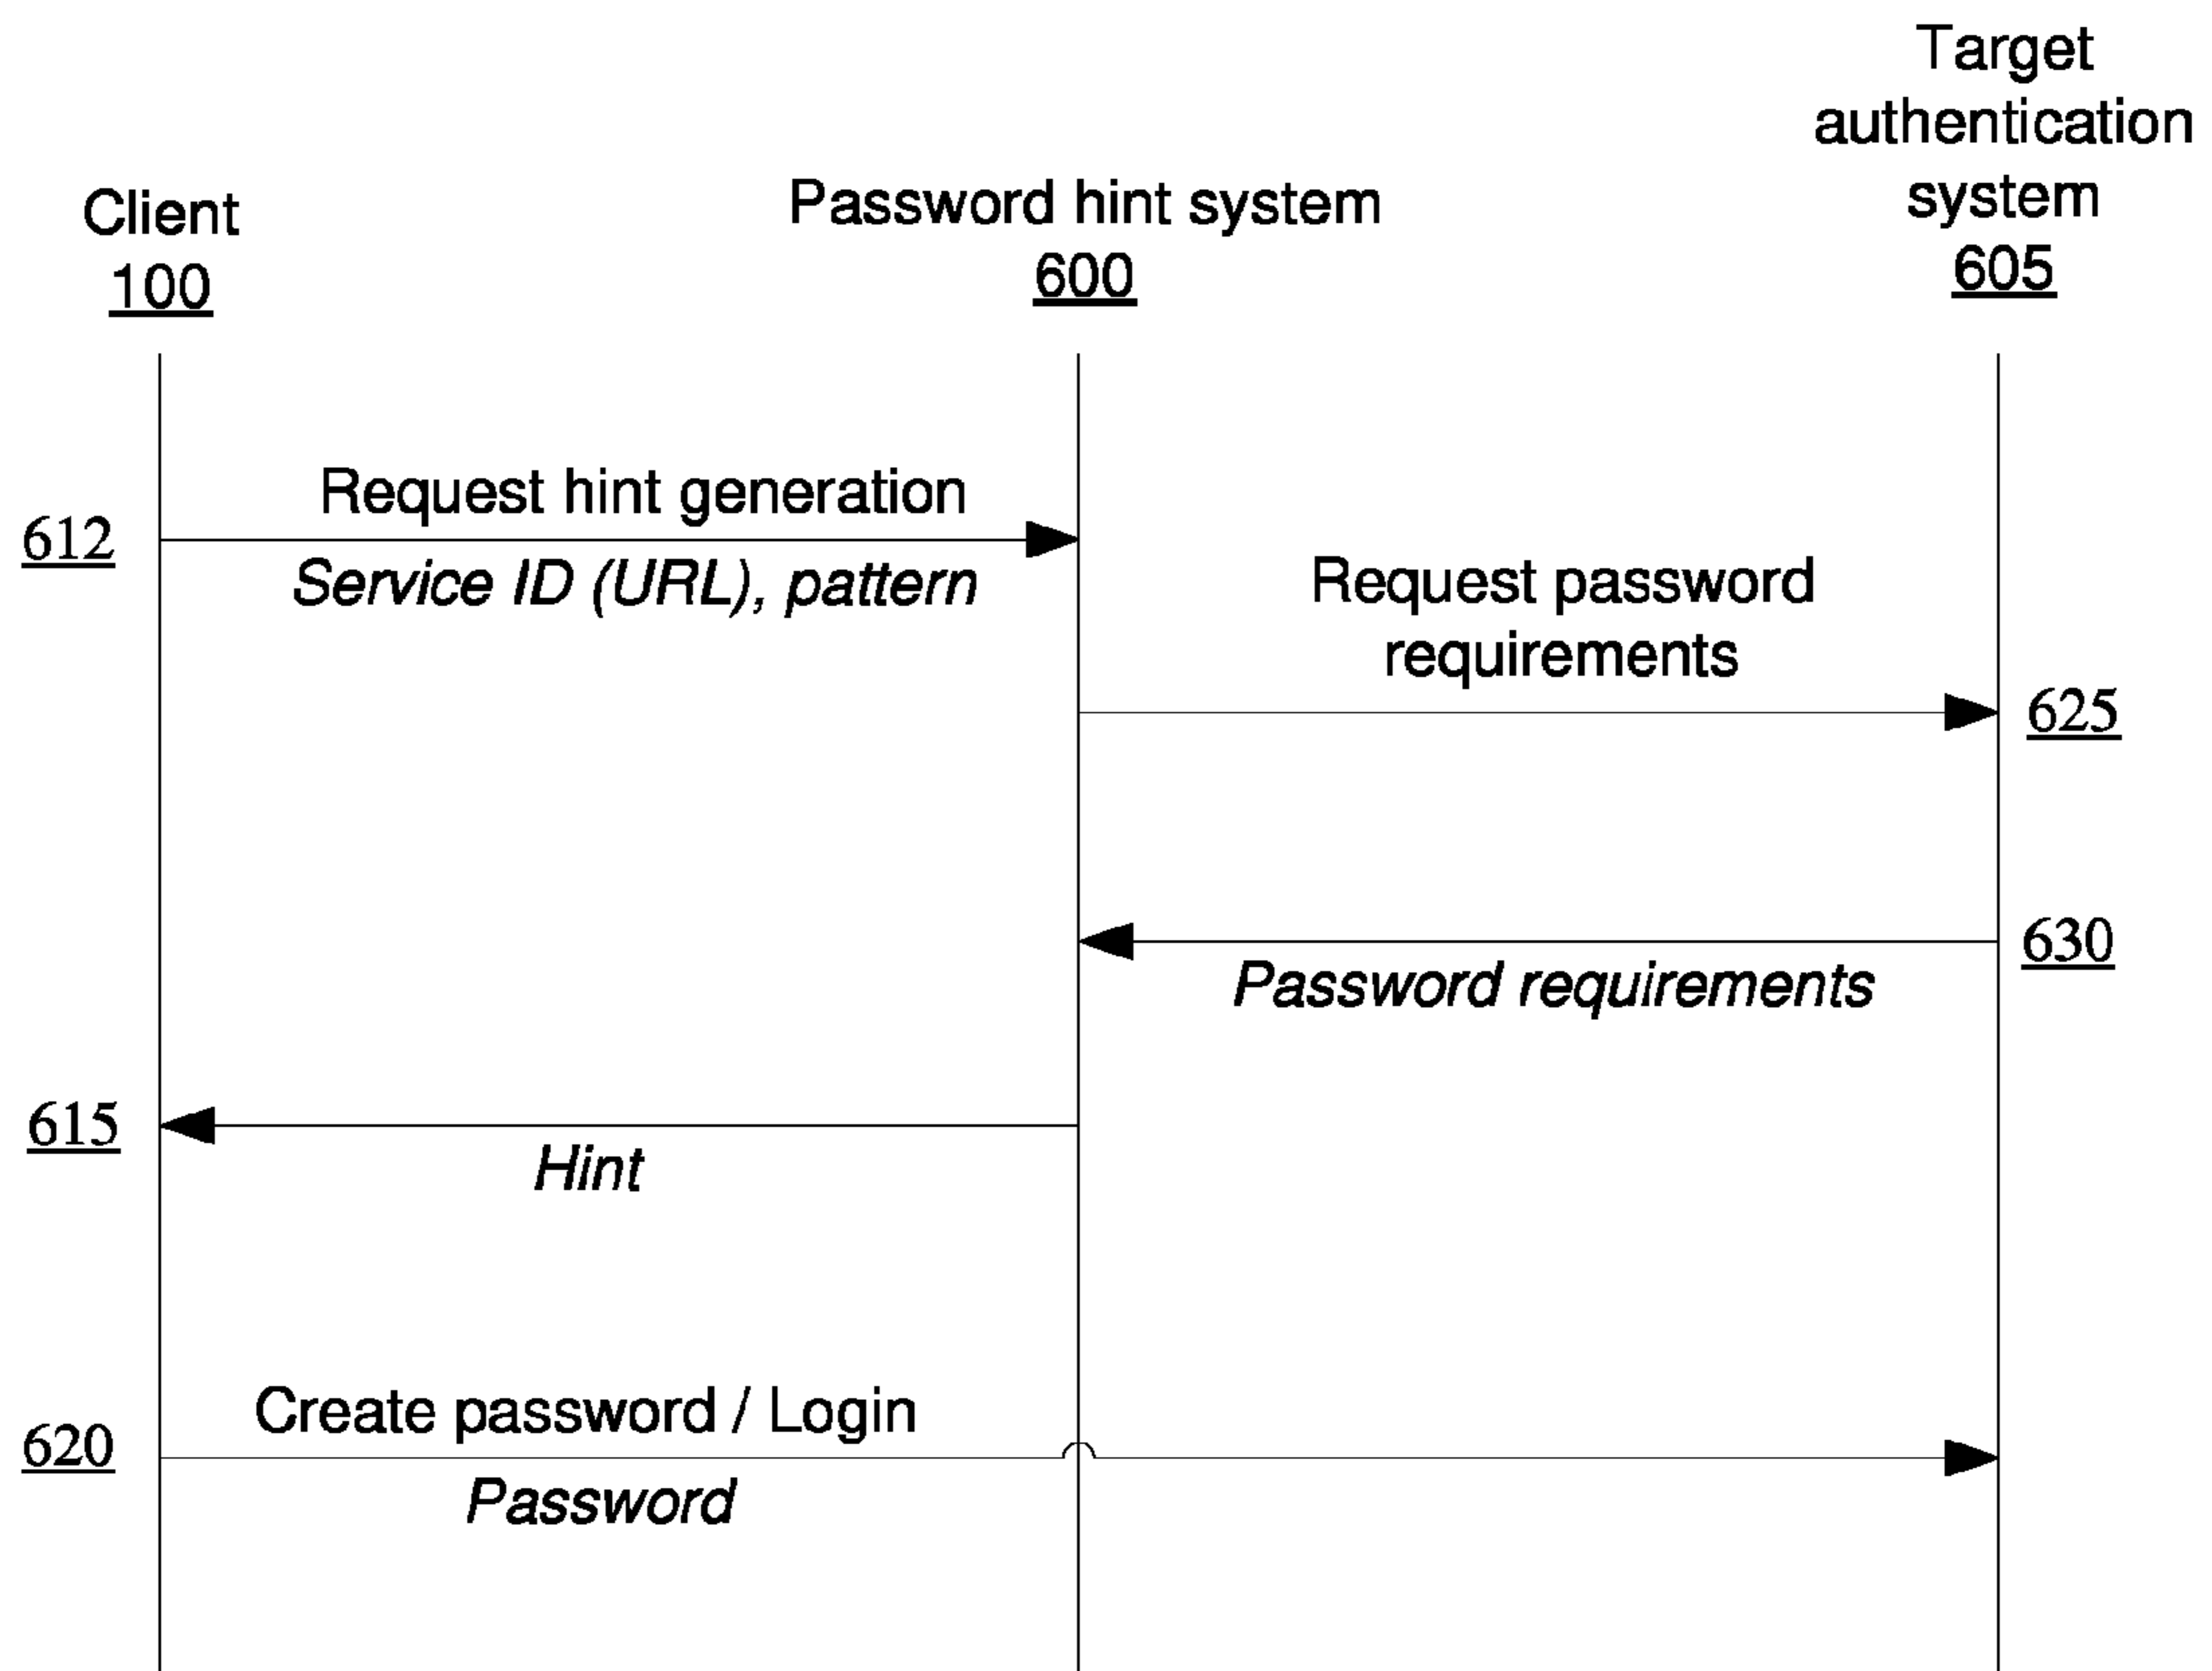 Target
authentication
system
605
Client
100
Password hint system
600
Request hint generation
612
Service ID (URL), pattern
Request password
requirements
625
630
Password requirements
615
Hint
Create password / Login
620
Password